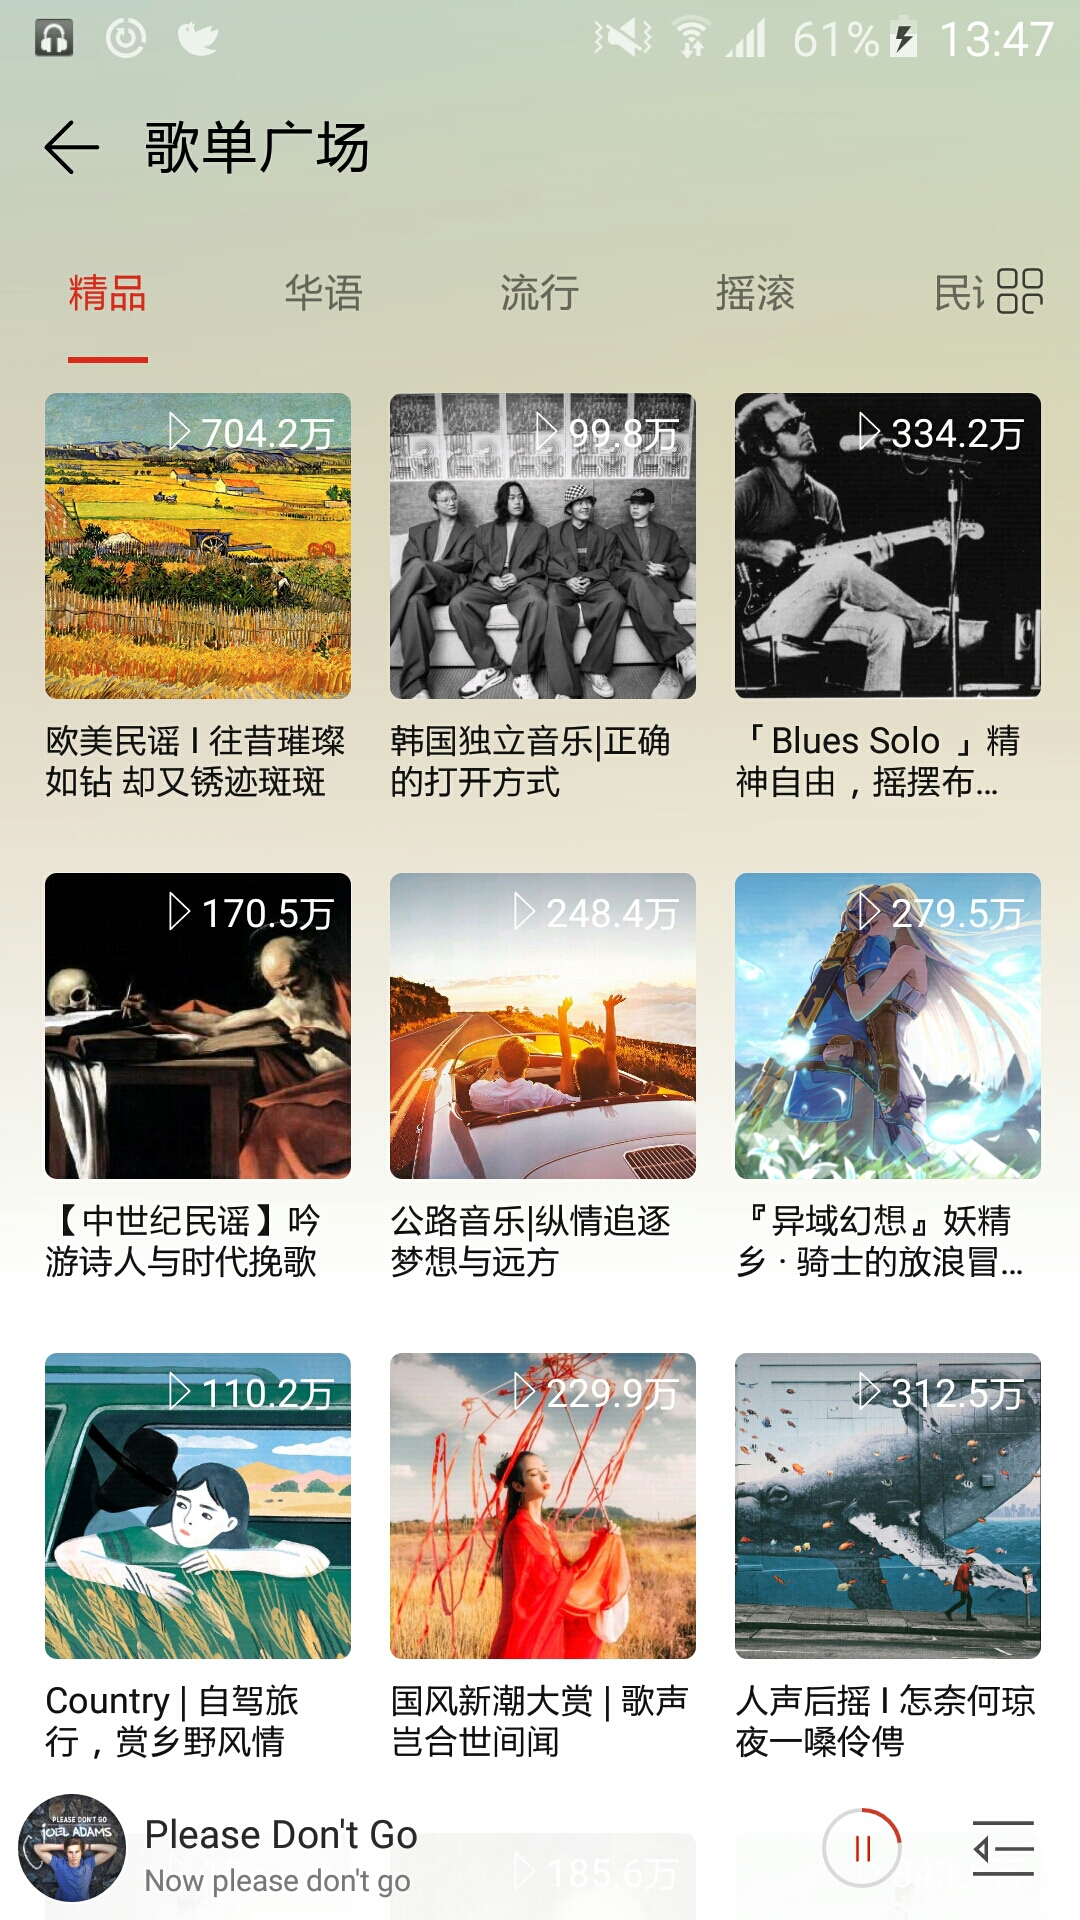 61% 13:47
歌单广场
精品 华语 流行 摇滚
704.2万 99.8万 334.2万
欧美民谣 I 往昔璀璨
如钻 却又锈迹斑斑
韩国独立音乐|正确
的打开方式
「Blues Solo 」精
神自由，摇摆布...
170.5万 248.4万 279.5万
【中世纪民谣】吟
游诗人与时代挽歌
公路音乐|纵情追逐
梦想与远方
『异域幻想』妖精
乡 · 骑士的放浪冒...
110.2万 229.9万 312.5万
Country | 自驾旅
行，赏乡野风情
国风新潮大赏 | 歌声
岂合世间闻
人声后摇 I 怎奈何琼
夜一嗓伶俜
PLEASE DON'T GO
JOEL ADAMS
Please Don't Go
Now please don't go
185.6万